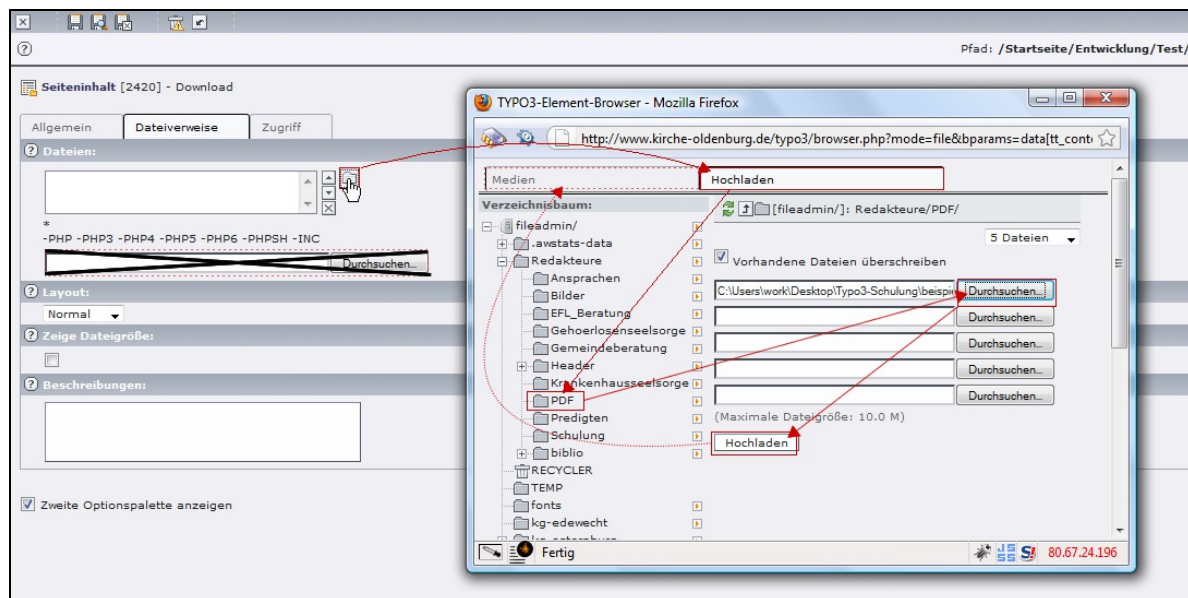 Pfad: /Startseite/Entwicklung/Test/
Seiteninhalt [2420] - Download
Allgemein Dateiverweise Zugriff
Dateien:
*
-PHP -PHP3 -PHP4 -PHP5 -PHP6 -PHPSH -INC
Durchsuchen...
Layout:
Normal
Zeige Dateigröße:
Beschreibungen:
Zweite Optionspalette anzeigen
TYPO3-Element-Browser - Mozilla Firefox
http://www.kirche-oldenburg.de/typo3/browser.php?mode=file&bparams=data[tt_conte
Medien Hochladen
Verzeichnisbaum:
fileadmin/
.awstats-data
Redakteure
Ansprachen
Bilder
EFL_Beratung
Gehoerlosenseelsorge
Gemeindeberatung
Header
Krankenhausseelsorge
PDF
Predigten
Schulung
biblio
RECYCLER
TEMP
fonts
kg-edewecht
[fileadmin/]: Redakteure/PDF/
5 Dateien
Vorhandene Dateien überschreiben
C:\Users\work\Desktop\Typo3-Schulung\beispi Durchsuchen...
Durchsuchen...
Durchsuchen...
Durchsuchen...
Durchsuchen...
(Maximale Dateigröße: 10.0 M)
Hochladen
Fertig
80.67.24.196